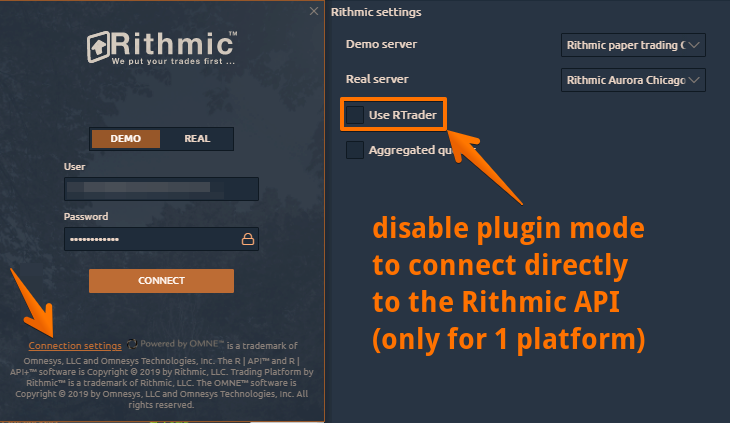 Rithmic™
We put your trades first ...
DEMO
REAL
User
Password
••••••••••••
CONNECT
Connection settings Powered by OMNE™ is a trademark of
Omnesys, LLC and Omnesys Technologies, Inc. The R | API™ and R |
API+™ software is Copyright © 2019 by Rithmic, LLC. Trading Platform by
Rithmic™ is a trademark of Rithmic, LLC. The OMNE™ software is
Copyright © 2019 by Omnesys, LLC and Omnesys Technologies, Inc. All
rights reserved.
Rithmic settings
Demo server
Rithmic paper trading
Real server
Rithmic Aurora Chicago
Use RTrader
Aggregated
disable plugin mode
to connect directly
to the Rithmic API
(only for 1 platform)